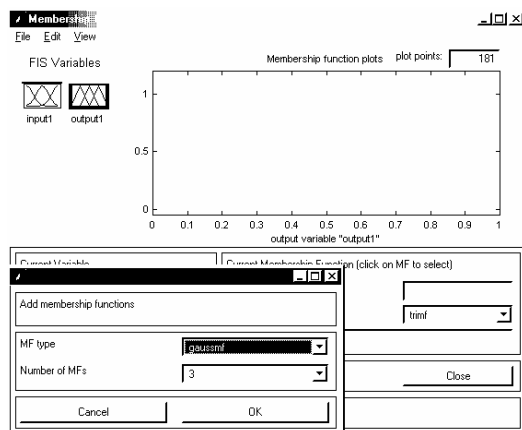 Membership
File Edit View
FIS Variables
Membership function plots plot points: 181
input1 output1
1
0.5
0
0 0.1 0.2 0.3 0.4 0.5 0.6 0.7 0.8 0.9 1
output variable "output1"
Current Variable
Current Membership Function (click on MF to select)
trimf
Close
Add membership functions
MF type
gaussmf
Number of MFs
3
Cancel OK